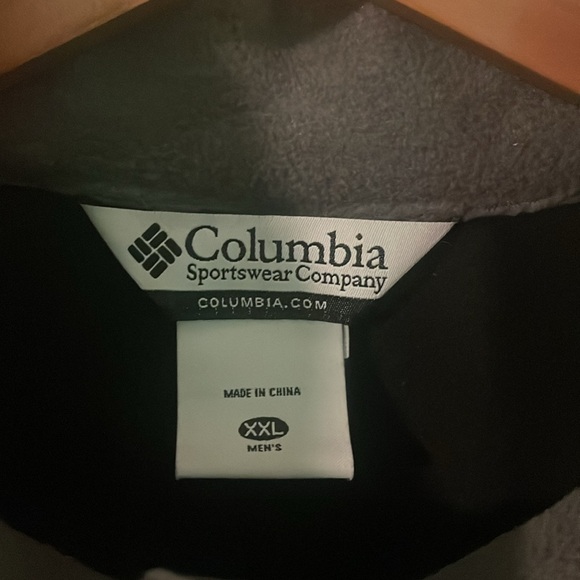 Columbia
Sportswear Company
COLUMBIA.COM
MADE IN CHINA
XXL
MEN'S